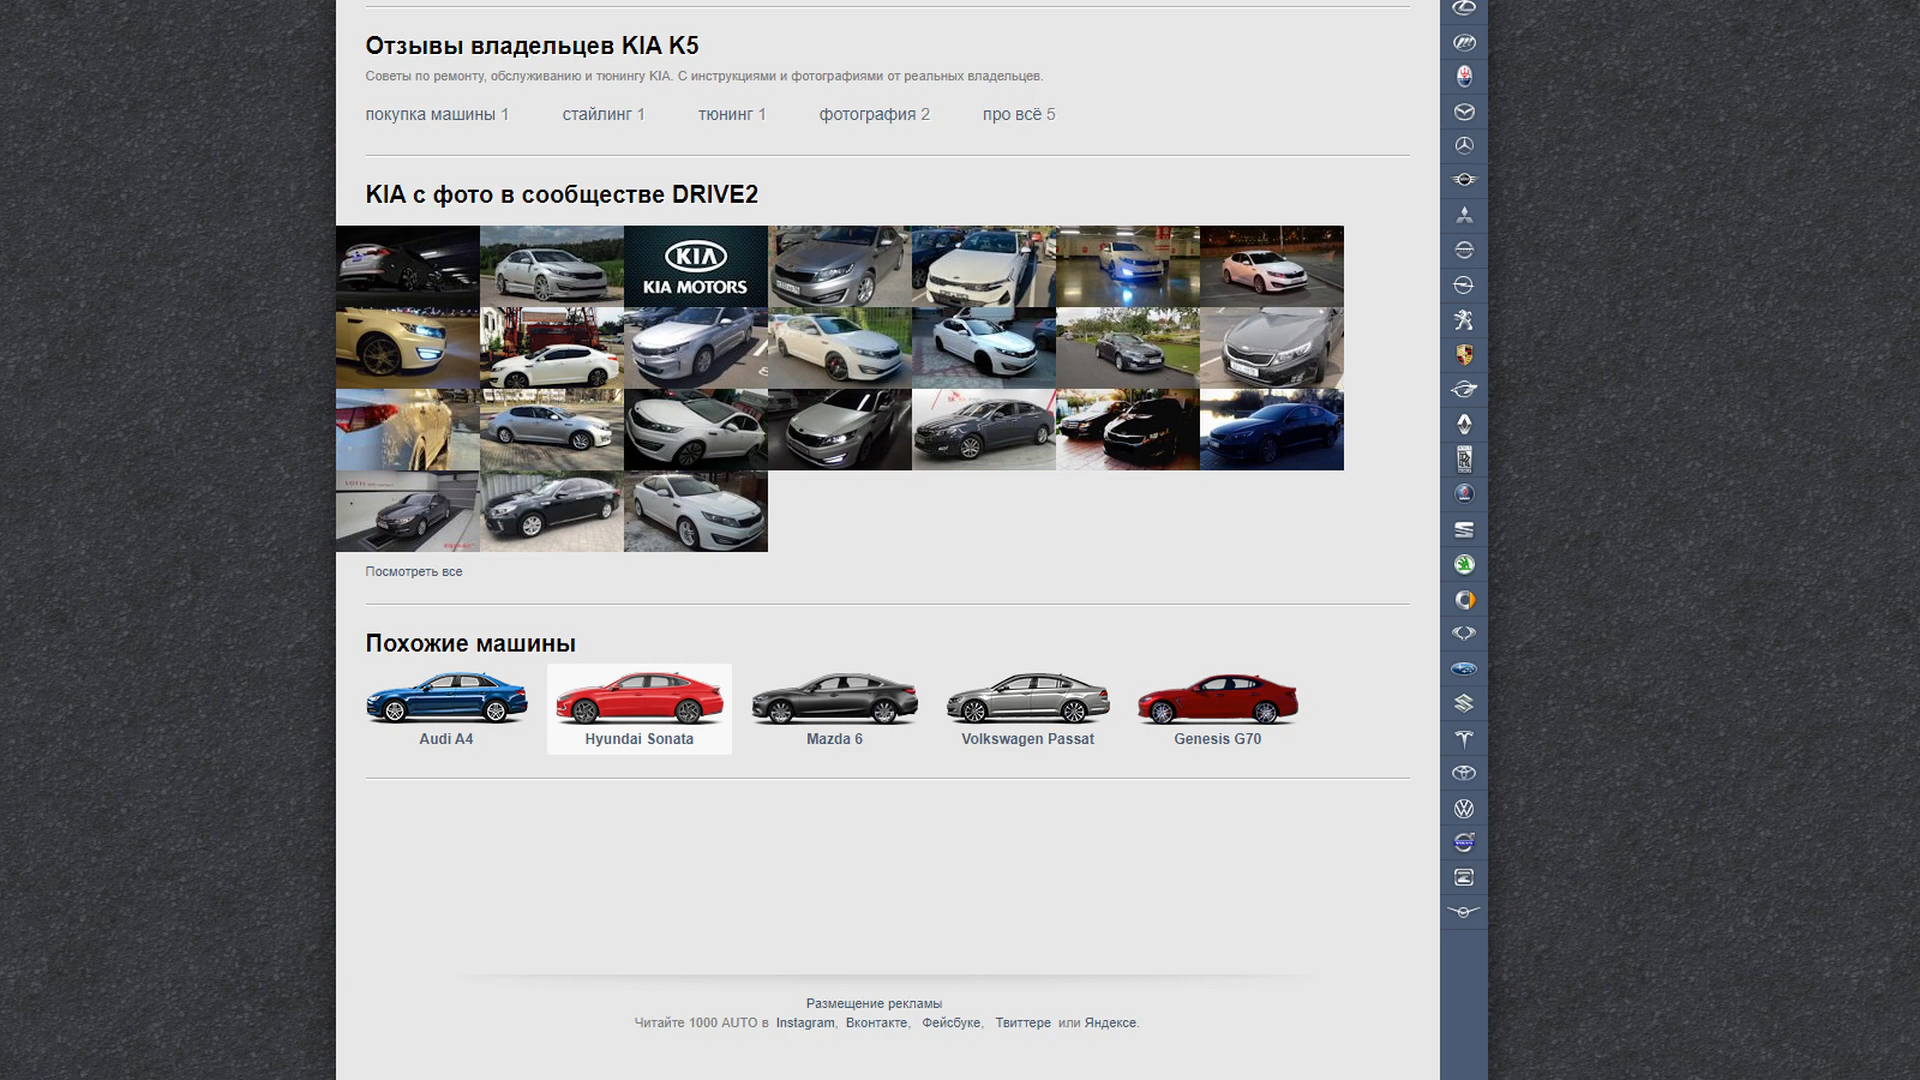 Отзывы владельцев KIA K5
Советы по ремонту, обслуживанию и тюнингу KIA. С инструкциями и фотографиями от реальных владельцев.
покупка машины 1 стайлинг 1 тюнинг 1 фотография 2 про всё 5
KIA с фото в сообществе DRIVE2
KIA
KIA MOTORS
Посмотреть все
Похожие машины
Audi A4 Hyundai Sonata Mazda 6 Volkswagen Passat Genesis G70
Размещение рекламы
Читайте 1000 AUTO в Instagram, Вконтакте, Фейсбуке, Твиттере или Яндексе.